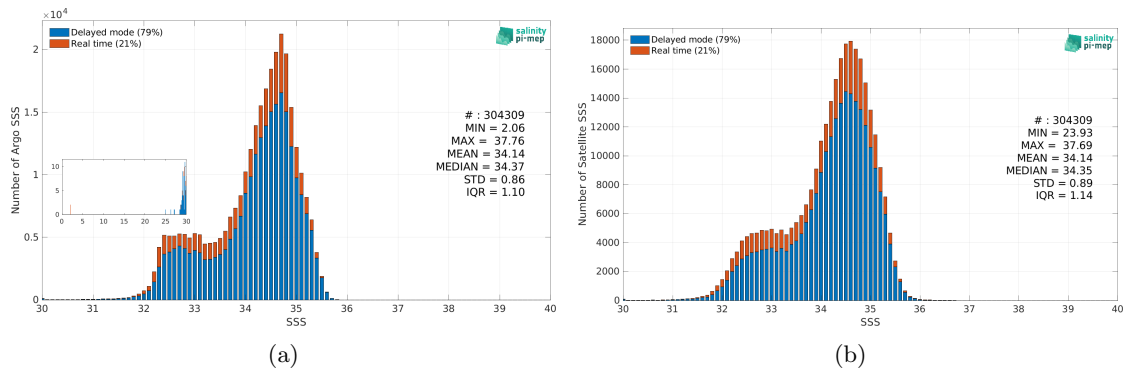 ×10⁴
Delayed mode (79%)
Real time (21%)
salinity
pi-mep
2
1.5
1
0.5
0
Number of Argo SSS
# : 304309
MIN = 2.06
MAX = 37.76
MEAN = 34.14
MEDIAN = 34.37
STD = 0.86
IQR = 1.10
10
5
0
0 5 10 15 20 25 30
30 31 32 33 34 35 36 37 38 39 40
SSS
(a)
Delayed mode (79%)
Real time (21%)
salinity
pi-mep
18000
16000
14000
12000
10000
8000
6000
4000
2000
0
Number of Satellite SSS
# : 304309
MIN = 23.93
MAX = 37.69
MEAN = 34.14
MEDIAN = 34.35
STD = 0.89
IQR = 1.14
30 31 32 33 34 35 36 37 38 39 40
SSS
(b)